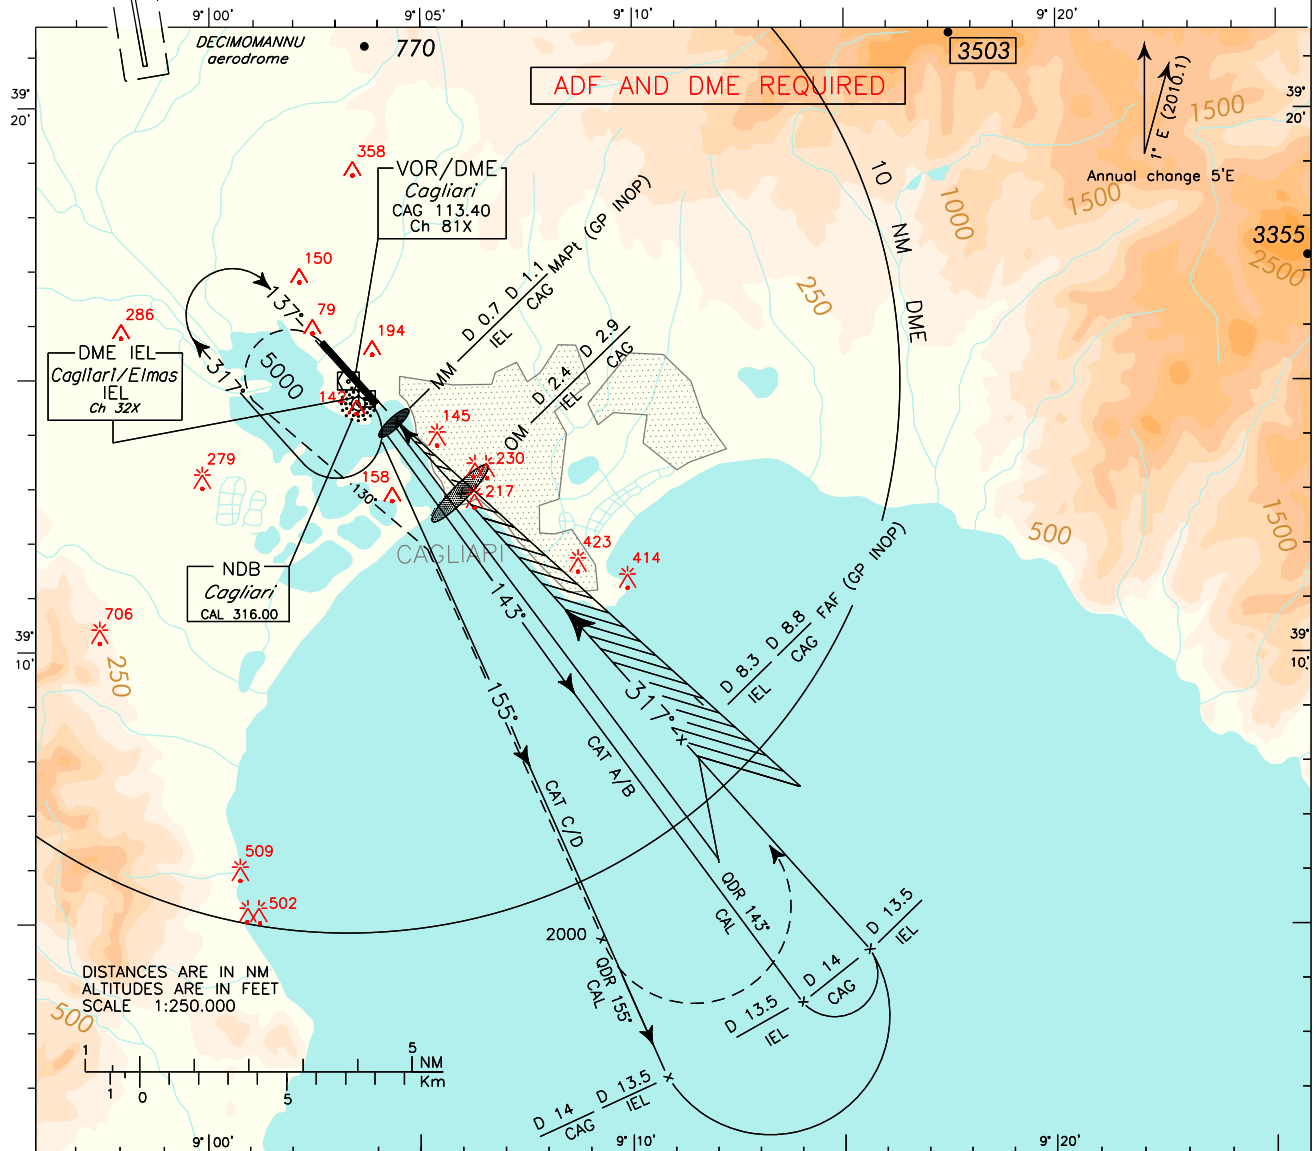 9° 00'
9° 05'
9° 10'
9° 20'
DECIMOMANNU
aerodrome
770
3503
ADF AND DME REQUIRED
39°
20'
39°
20'
1° E (2010.1)
Annual change 5'E
1500
1500
1000
3355
2500
250
358
VOR/DME
Cagliari
CAG 113.40
Ch 81X
10 NM DME
150
137°
79
286
194
DME IEL
Cagliari/Elmas
IEL
Ch 32X
317°
5000
147
MM
D 0.7 D 1.1
IEL CAG
MAPt (GP INOP)
OM
D 2.4 D 2.9
IEL CAG
145
230
217
279
158
130°
CAGLIARI
423
414
500
1500
NDB
Cagliari
CAL 316.00
706
250
39°
10'
39°
10'
143°
155°
317°
D 8.3 D 8.8
IEL CAG
FAF (GP INOP)
CAT A/B
CAT C/D
509
502
QDR 143°
CAL
2000
QDR 155°
CAL
D 13.5
IEL
D 14
CAG
D 13.5
IEL
D 14 D 13.5
CAG IEL
DISTANCES ARE IN NM
ALTITUDES ARE IN FEET
SCALE 1:250.000
500
1 5 NM
1 0 5 Km
9° 00'
9° 10'
9° 20'